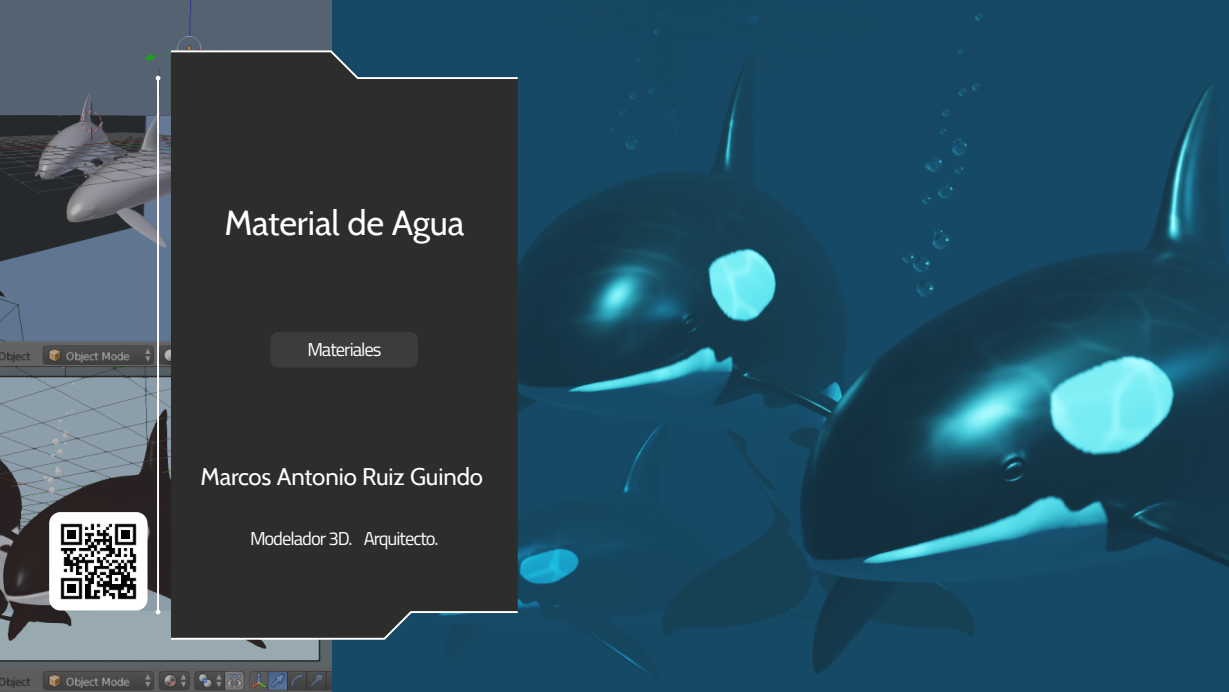 Material de Agua
Materiales
Marcos Antonio Ruiz Guindo
Modelador 3D. Arquitecto.
Object
Object Mode
Object
Object Mode